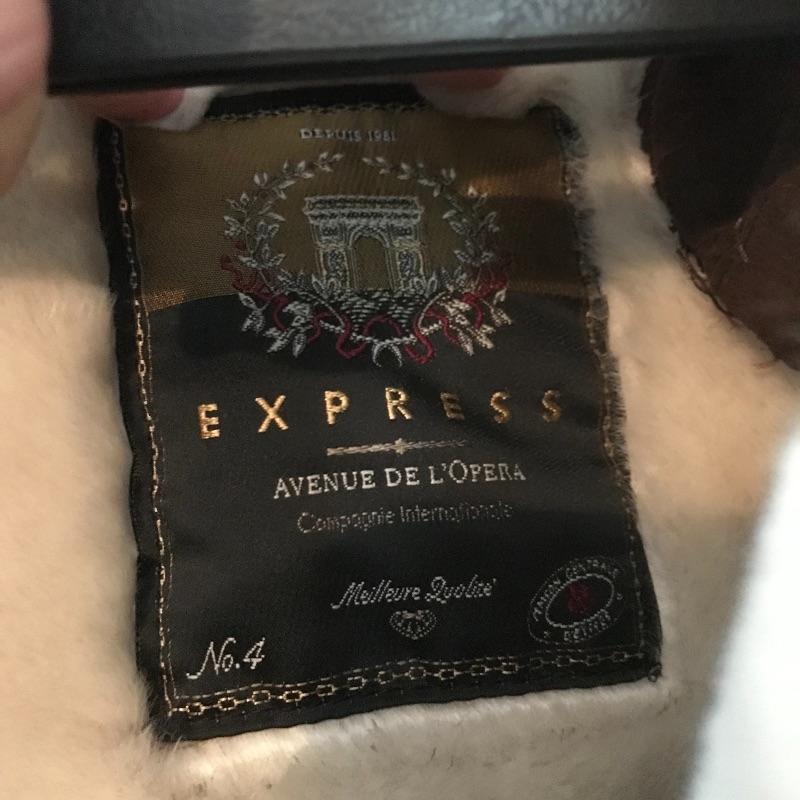 DEPUIS 1981
EXPRESS
AVENUE DE L'OPERA
Compagnie Internationale
Meilleure Qualité
No.4